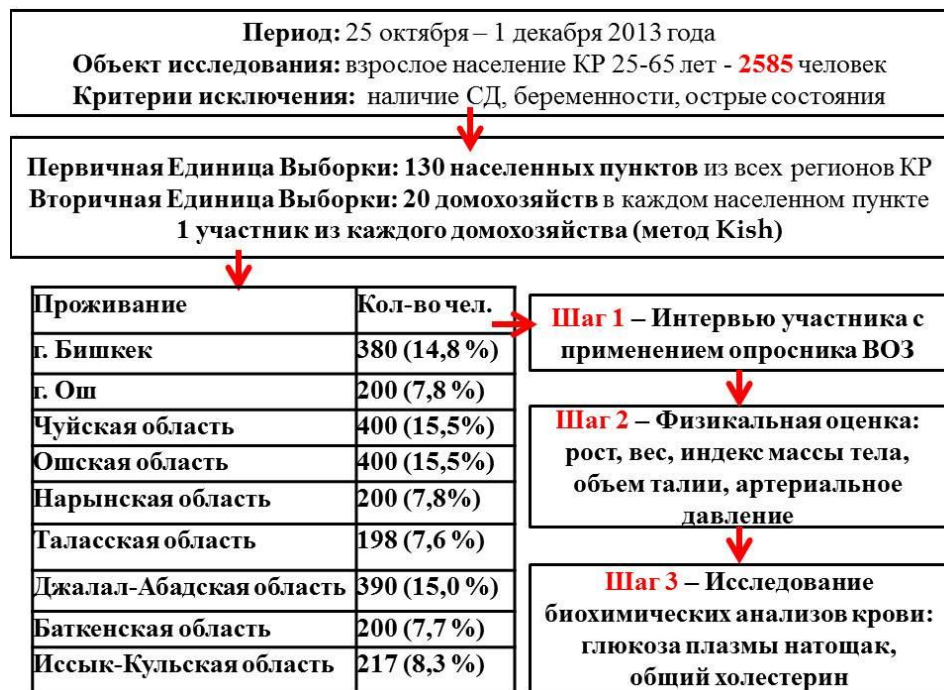 Период: 25 октября – 1 декабря 2013 года
Объект исследования: взрослое население КР 25-65 лет - 2585 человек
Критерии исключения: наличие СД, беременности, острые состояния
Первичная Единица Выборки: 130 населенных пунктов из всех регионов КР
Вторичная Единица Выборки: 20 домохозяйств в каждом населенном пункте
1 участник из каждого домохозяйства (метод Kish)
Проживание Кол-во чел.
г. Бишкек 380 (14,8 %)
г. Ош 200 (7,8 %)
Чуйская область 400 (15,5%)
Ошская область 400 (15,5%)
Нарынская область 200 (7,8%)
Таласская область 198 (7,6 %)
Джалал-Абадская область 390 (15,0 %)
Баткенская область 200 (7,7 %)
Иссык-Кульская область 217 (8,3 %)
Шаг 1 – Интервью участника с
применением опросника ВОЗ
Шаг 2 – Физикальная оценка:
рост, вес, индекс массы тела,
объем талии, артериальное
давление
Шаг 3 – Исследование
биохимических анализов крови:
глюкоза плазмы натощак,
общий холестерин